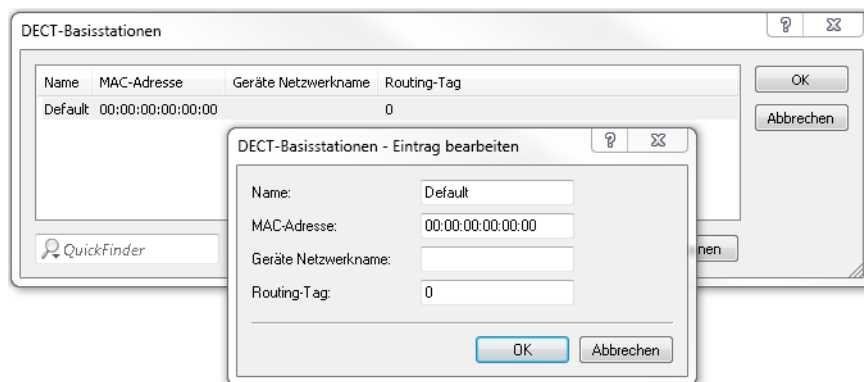 DECT-Basisstationen
Name MAC-Adresse Geräte Netzwerkname Routing-Tag
Default 00:00:00:00:00:00 0
OK
Abbrechen
QuickFinder
DECT-Basisstationen - Eintrag bearbeiten
Name: Default
MAC-Adresse: 00:00:00:00:00:00
Geräte Netzwerkname:
Routing-Tag: 0
OK Abbrechen